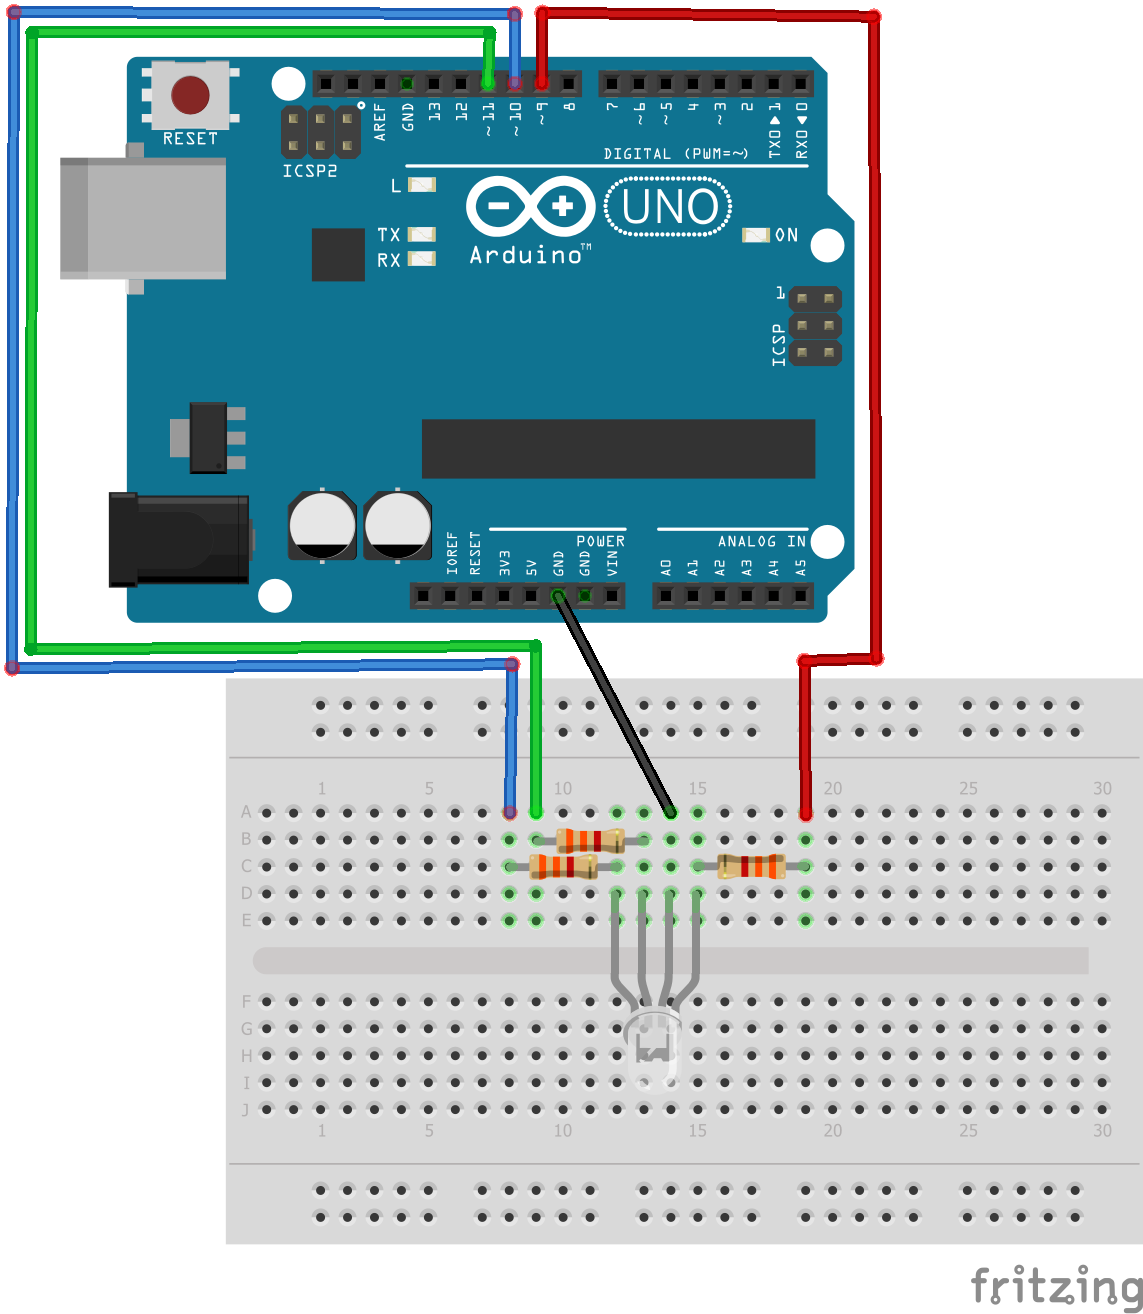 RESET
ICSP2
AREF
GND
13
12
~11
~10
~9
8
7
~6
~5
4
~3
2
TX0▶1
RX0◀0
DIGITAL (PWM=~)
L
TX
RX
UNO
Arduino™
ON
1
ICSP
IOREF
RESET
3V3
5V
GND
GND
VIN
POWER
ANALOG IN
A0
A1
A2
A3
A4
A5
1 5 10 15 20 25 30
A
B
C
D
E
F
G
H
I
J
1 5 10 15 20 25 30
fritzing